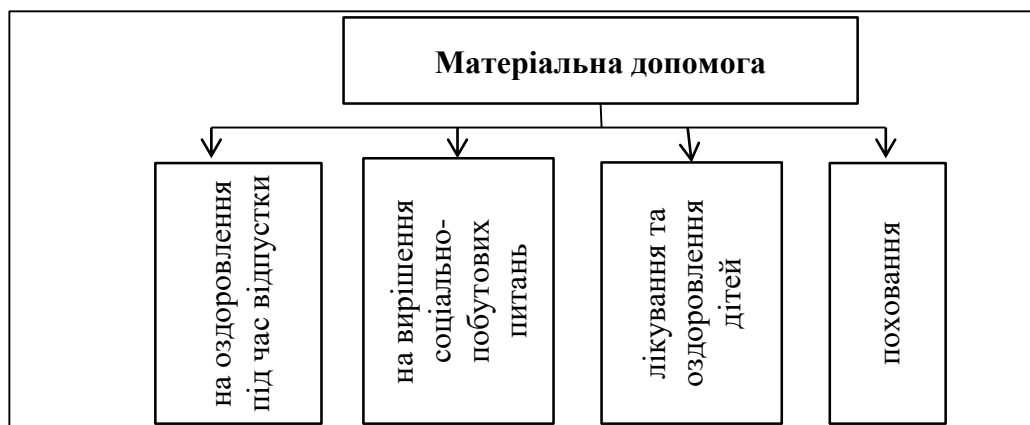 Матеріальна допомога
на оздоровлення
під час відпустки
на вирішення
соціально-
побутових
питань
лікування та
оздоровлення
дітей
поховання